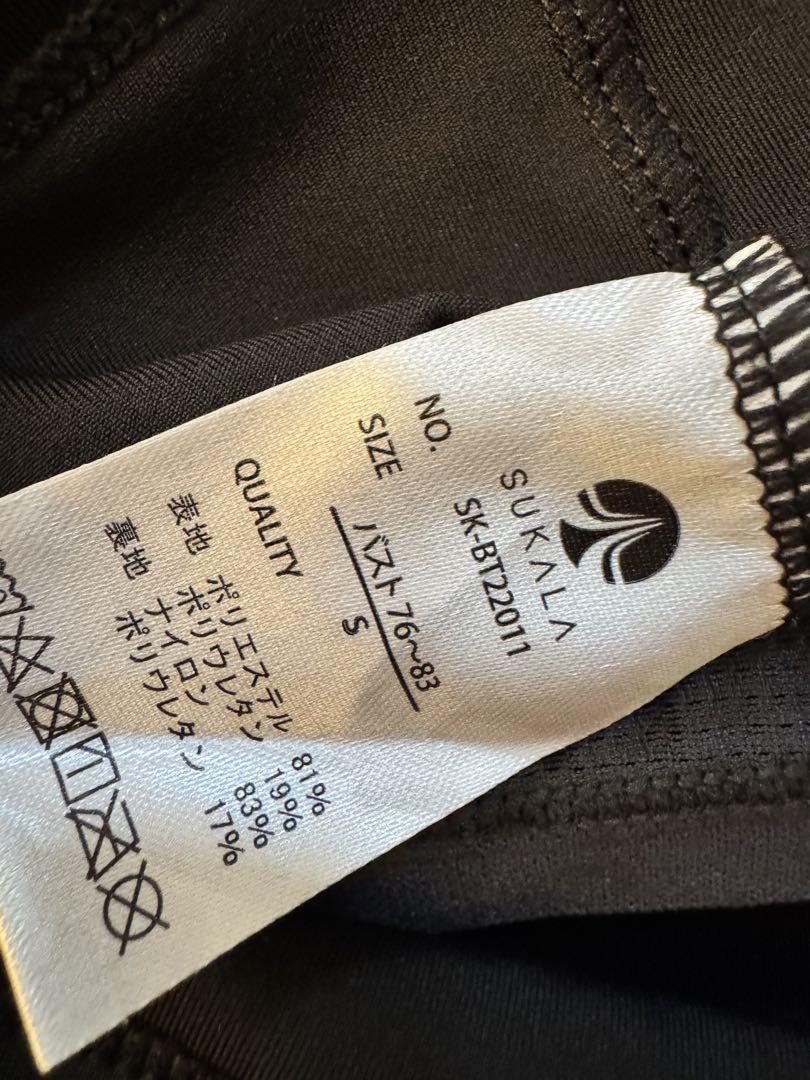 SUKALA
NO. SK-BT22011
SIZE バスト76~83
S
QUALITY
表地 ポリエステル 81%
ポリウレタン 19%
裏地 ナイロン 83%
ポリウレタン 17%